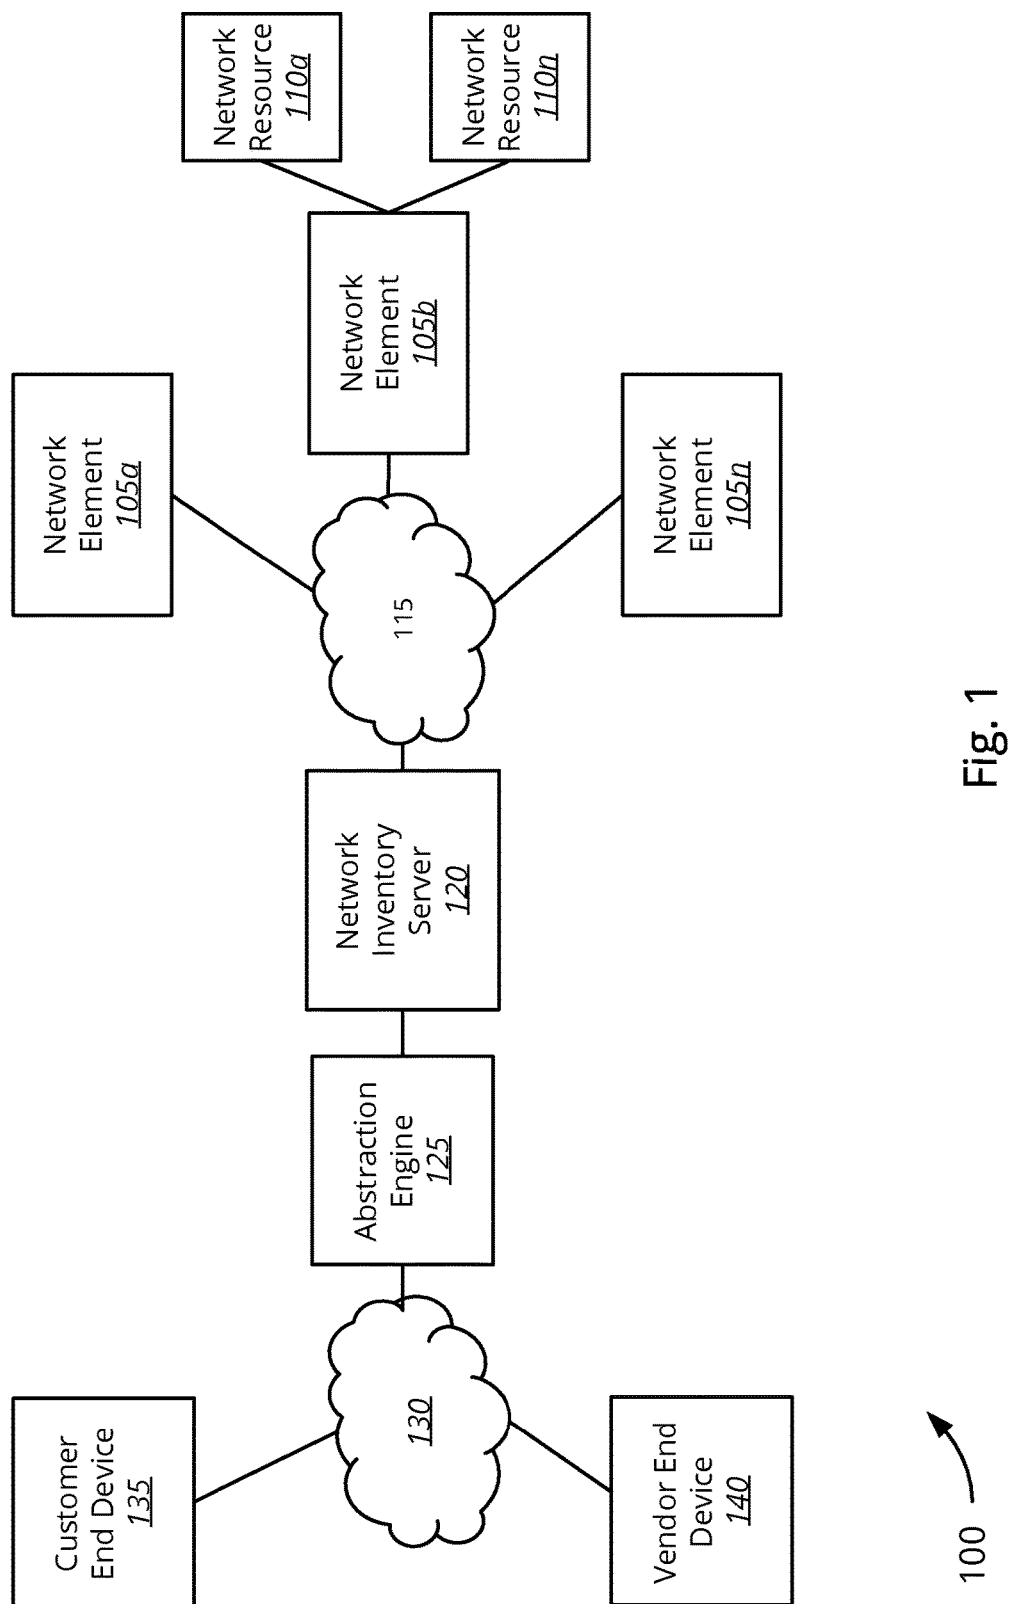 Customer
End Device
135
Vendor End
Device
140
130
Abstraction
Engine
125
Network
Inventory
Server
120
115
Network
Element
105a
Network
Element
105b
Network
Element
105n
Network
Resource
110a
Network
Resource
110n
100
Fig. 1